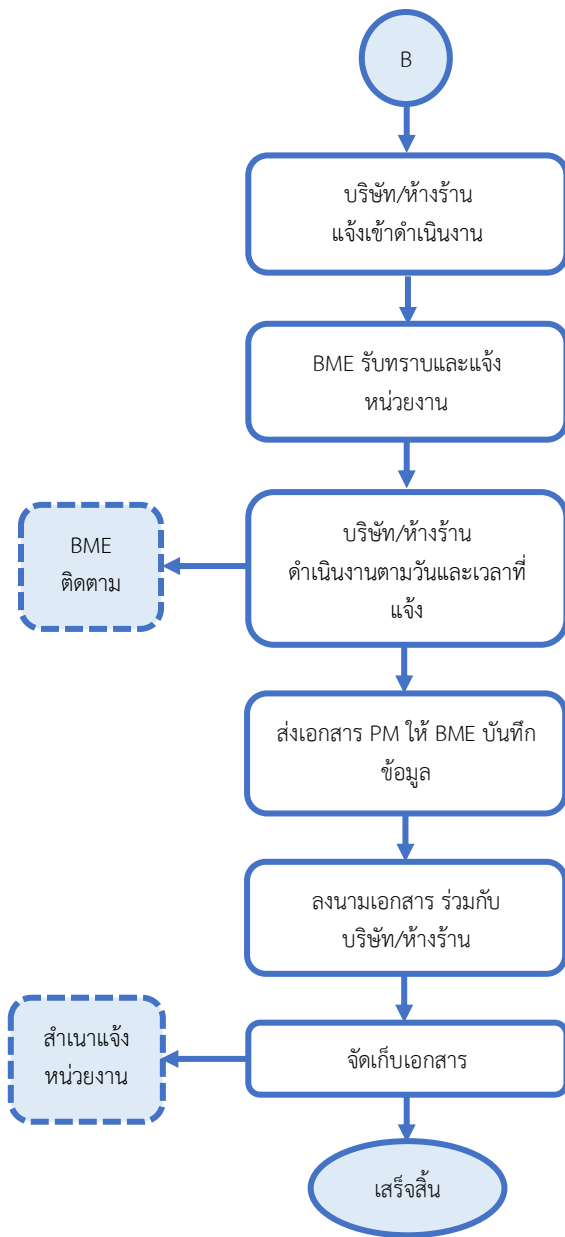 B
บริษัท/ห้างร้าน
แจ้งเข้าดำเนินงาน
BME รับทราบและแจ้ง
หน่วยงาน
บริษัท/ห้างร้าน
ดำเนินงานตามวันและเวลาที่
แจ้ง
BME
ติดตาม
ส่งเอกสาร PM ให้ BME บันทึก
ข้อมูล
ลงนามเอกสาร ร่วมกับ
บริษัท/ห้างร้าน
จัดเก็บเอกสาร
สำเนาแจ้ง
หน่วยงาน
เสร็จสิ้น